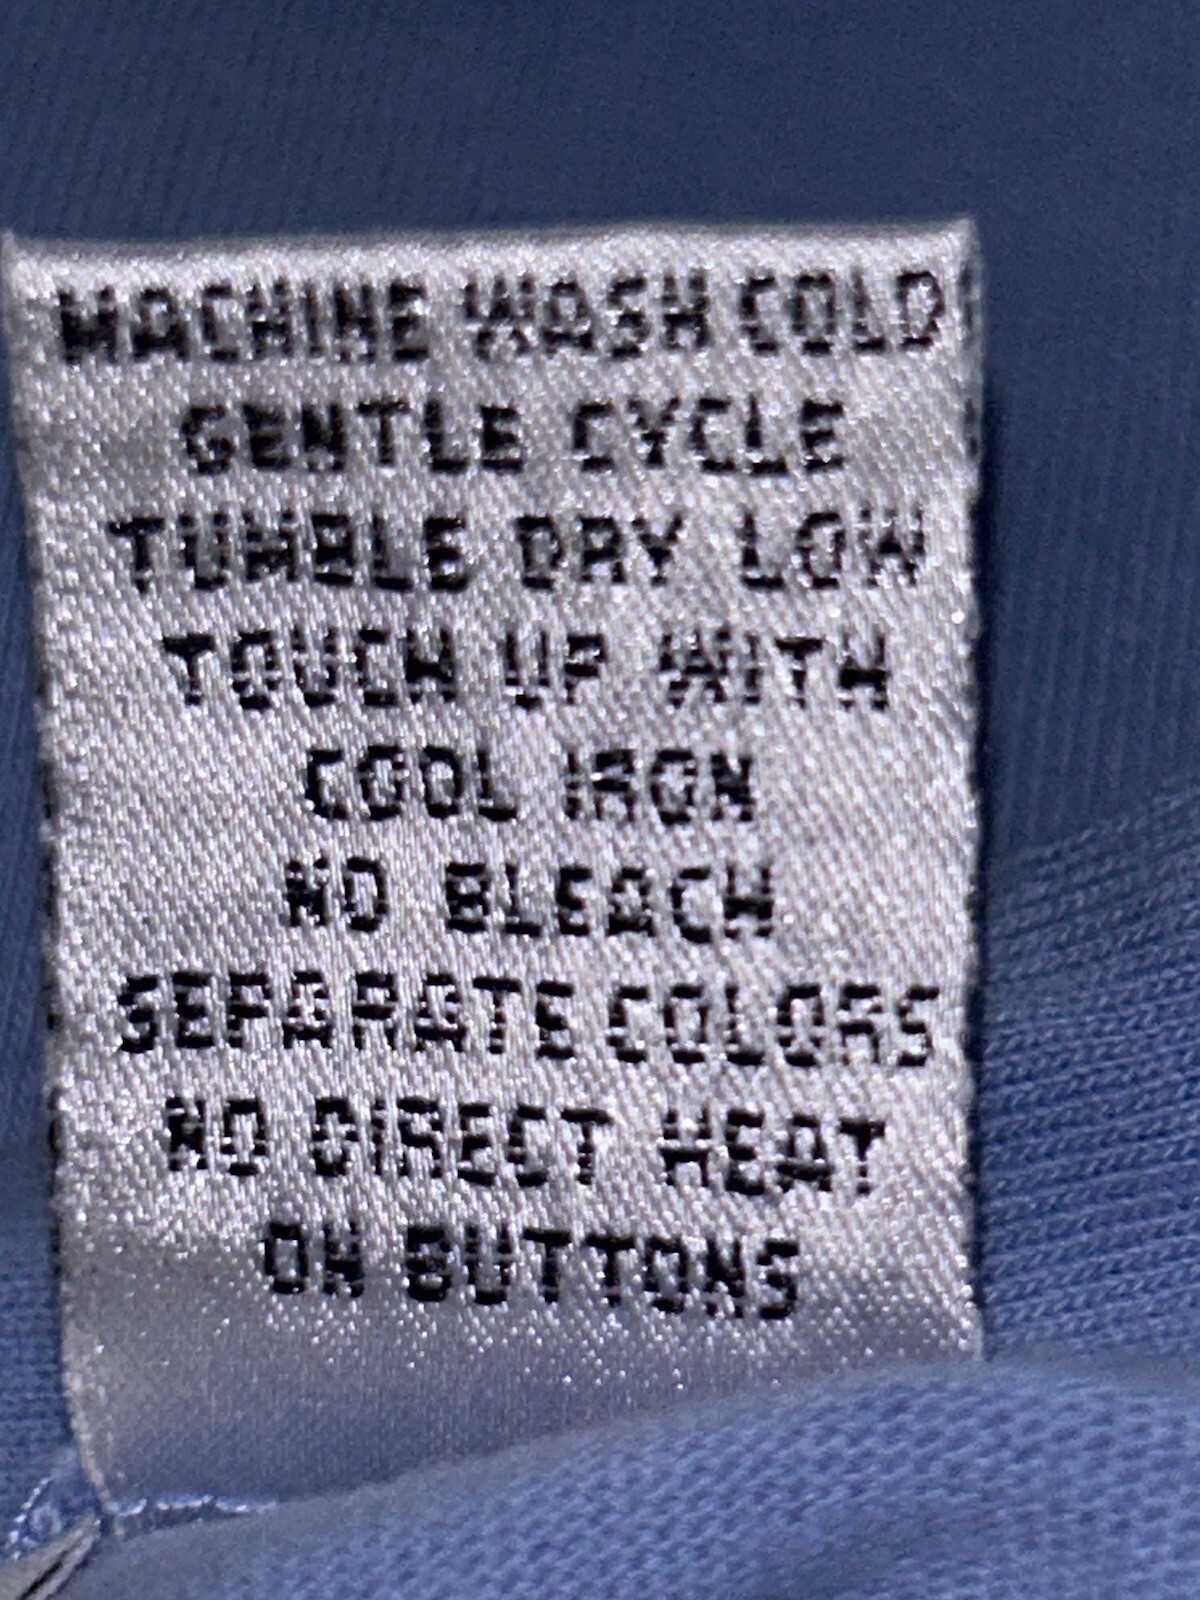 MACHINE WASH COLD
GENTLE CYCLE
TUMBLE DRY LOW
TOUCH UP WITH
COOL IRON
NO BLEACH
SEPARATE COLORS
NO DIRECT HEAT
ON BUTTONS